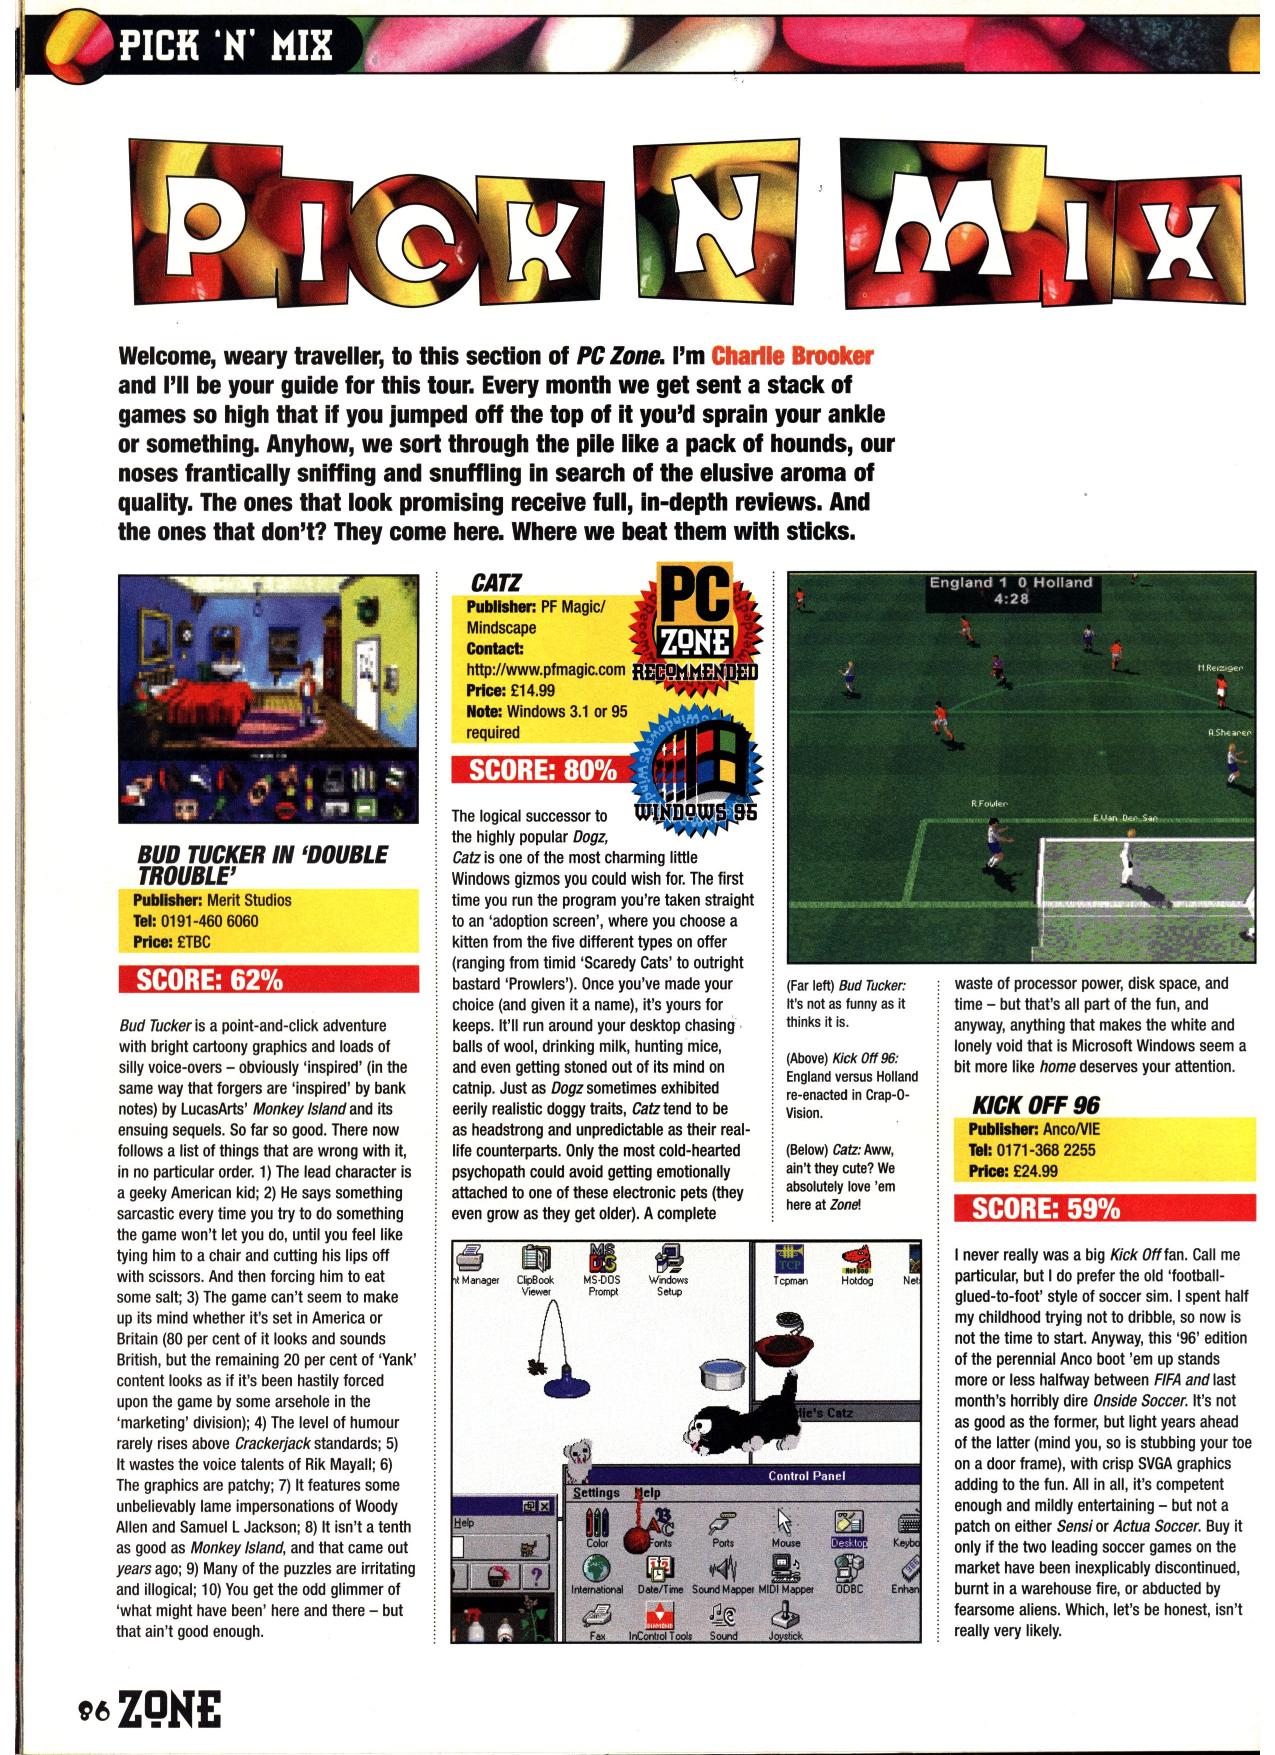 PICK 'N' MIX
PICK N MIX
Welcome, weary traveller, to this section of PC Zone. I'm Charlie Brooker
and I'll be your guide for this tour. Every month we get sent a stack of
games so high that if you jumped off the top of it you'd sprain your ankle
or something. Anyhow, we sort through the pile like a pack of hounds, our
noses frantically sniffing and snuffling in search of the elusive aroma of
quality. The ones that look promising receive full, in-depth reviews. And
the ones that don't? They come here. Where we beat them with sticks.
BUD TUCKER IN 'DOUBLE
TROUBLE'
Publisher: Merit Studios
Tel: 0191-460 6060
Price: £TBC
SCORE: 62%
Bud Tucker is a point-and-click adventure
with bright cartoony graphics and loads of
silly voice-overs – obviously 'inspired' (in the
same way that forgers are 'inspired' by bank
notes) by LucasArts' Monkey Island and its
ensuing sequels. So far so good. There now
follows a list of things that are wrong with it,
in no particular order. 1) The lead character is
a geeky American kid; 2) He says something
sarcastic every time you try to do something
the game won't let you do, until you feel like
tying him to a chair and cutting his lips off
with scissors. And then forcing him to eat
some salt; 3) The game can't seem to make
up its mind whether it's set in America or
Britain (80 per cent of it looks and sounds
British, but the remaining 20 per cent of 'Yank'
content looks as if it's been hastily forced
upon the game by some arsehole in the
'marketing' division); 4) The level of humour
rarely rises above Crackerjack standards; 5)
It wastes the voice talents of Rik Mayall; 6)
The graphics are patchy; 7) It features some
unbelievably lame impersonations of Woody
Allen and Samuel L Jackson; 8) It isn't a tenth
as good as Monkey Island, and that came out
years ago; 9) Many of the puzzles are irritating
and illogical; 10) You get the odd glimmer of
'what might have been' here and there – but
that ain't good enough.
CATZ
Publisher: PF Magic/
Mindscape
Contact:
http://www.pfmagic.com
Price: £14.99
Note: Windows 3.1 or 95
required
PC
ZONE
RECOMMENDED
SCORE: 80%
WINDOWS 95
The logical successor to
the highly popular Dogz,
Catz is one of the most charming little
Windows gizmos you could wish for. The first
time you run the program you're taken straight
to an 'adoption screen', where you choose a
kitten from the five different types on offer
(ranging from timid 'Scaredy Cats' to outright
bastard 'Prowlers'). Once you've made your
choice (and given it a name), it's yours for
keeps. It'll run around your desktop chasing
balls of wool, drinking milk, hunting mice,
and even getting stoned out of its mind on
catnip. Just as Dogz sometimes exhibited
eerily realistic doggy traits, Catz tend to be
as headstrong and unpredictable as their real-
life counterparts. Only the most cold-hearted
psychopath could avoid getting emotionally
attached to one of these electronic pets (they
even grow as they get older). A complete
England 1 0 Holland
4:28
M.Reiziger
A.Shearer
R.Fowler
E.Van Der Sar
(Far left) Bud Tucker:
It's not as funny as it
thinks it is.
(Above) Kick Off 96:
England versus Holland
re-enacted in Crap-O-
Vision.
(Below) Catz: Aww,
ain't they cute? We
absolutely love 'em
here at Zone!
waste of processor power, disk space, and
time – but that's all part of the fun, and
anyway, anything that makes the white and
lonely void that is Microsoft Windows seem a
bit more like home deserves your attention.
KICK OFF 96
Publisher: Anco/VIE
Tel: 0171-368 2255
Price: £24.99
SCORE: 59%
I never really was a big Kick Off fan. Call me
particular, but I do prefer the old 'football-
glued-to-foot' style of soccer sim. I spent half
my childhood trying not to dribble, so now is
not the time to start. Anyway, this '96' edition
of the perennial Anco boot 'em up stands
more or less halfway between FIFA and last
month's horribly dire Onside Soccer. It's not
as good as the former, but light years ahead
of the latter (mind you, so is stubbing your toe
on a door frame), with crisp SVGA graphics
adding to the fun. All in all, it's competent
enough and mildly entertaining – but not a
patch on either Sensi or Actua Soccer. Buy it
only if the two leading soccer games on the
market have been inexplicably discontinued,
burnt in a warehouse fire, or abducted by
fearsome aliens. Which, let's be honest, isn't
really very likely.
nt Manager ClipBook Viewer MS-DOS Prompt Windows Setup Tcpman Hotdog Net
lie's Catz
Control Panel
Settings Help
Help
Color Fonts Ports Mouse Desktop Keybo
International Date/Time Sound Mapper MIDI Mapper ODBC Enhan
Fax InControl Tools Sound Joystick
86 ZONE